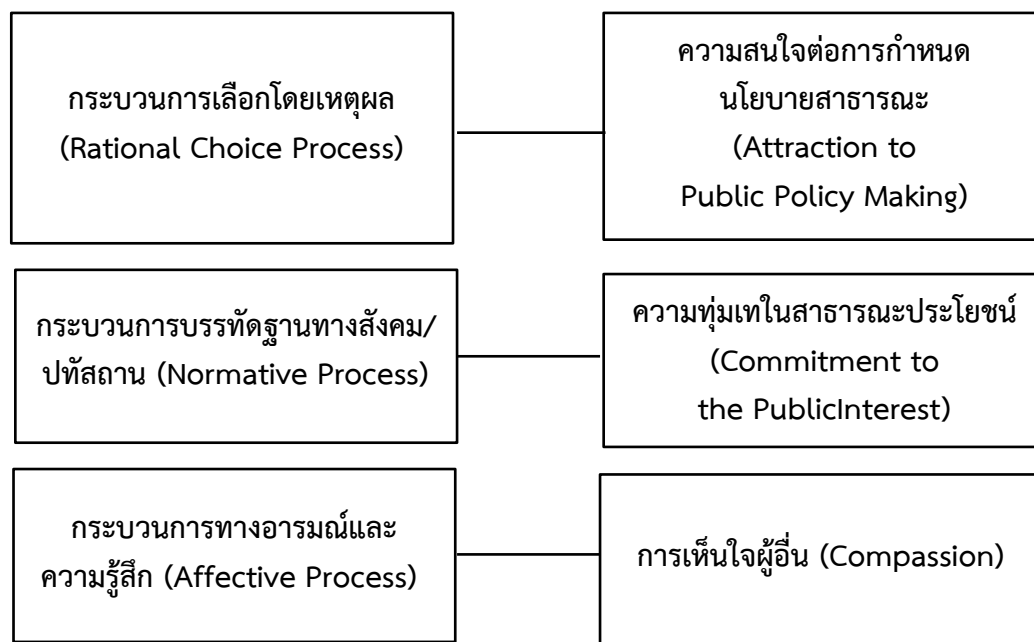 กระบวนการเลือกโดยเหตุผล
(Rational Choice Process)
ความสนใจต่อการกำหนด
นโยบายสาธารณะ
(Attraction to
Public Policy Making)
กระบวนการบรรทัดฐานทางสังคม/
ปทัสถาน (Normative Process)
ความทุ่มเทในสาธารณะประโยชน์
(Commitment to
the PublicInterest)
กระบวนการทางอารมณ์และ
ความรู้สึก (Affective Process)
การเห็นใจผู้อื่น (Compassion)